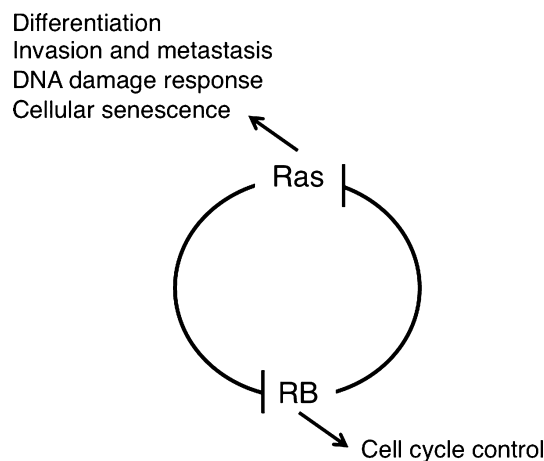 Differentiation
Invasion and metastasis
DNA damage response
Cellular senescence
Ras
RB
Cell cycle control